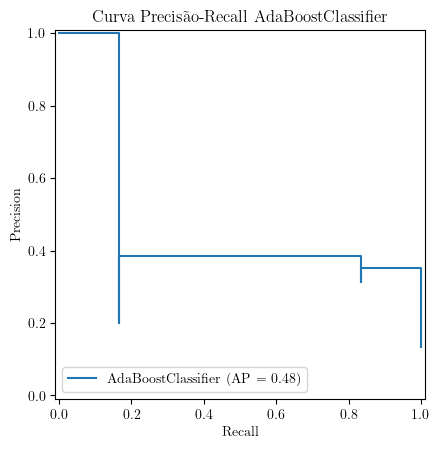 Curva Precisão-Recall AdaBoostClassifier
1.0
0.8
0.6
0.4
0.2
0.0
Precision
AdaBoostClassifier (AP = 0.48)
0.0 0.2 0.4 0.6 0.8 1.0
Recall